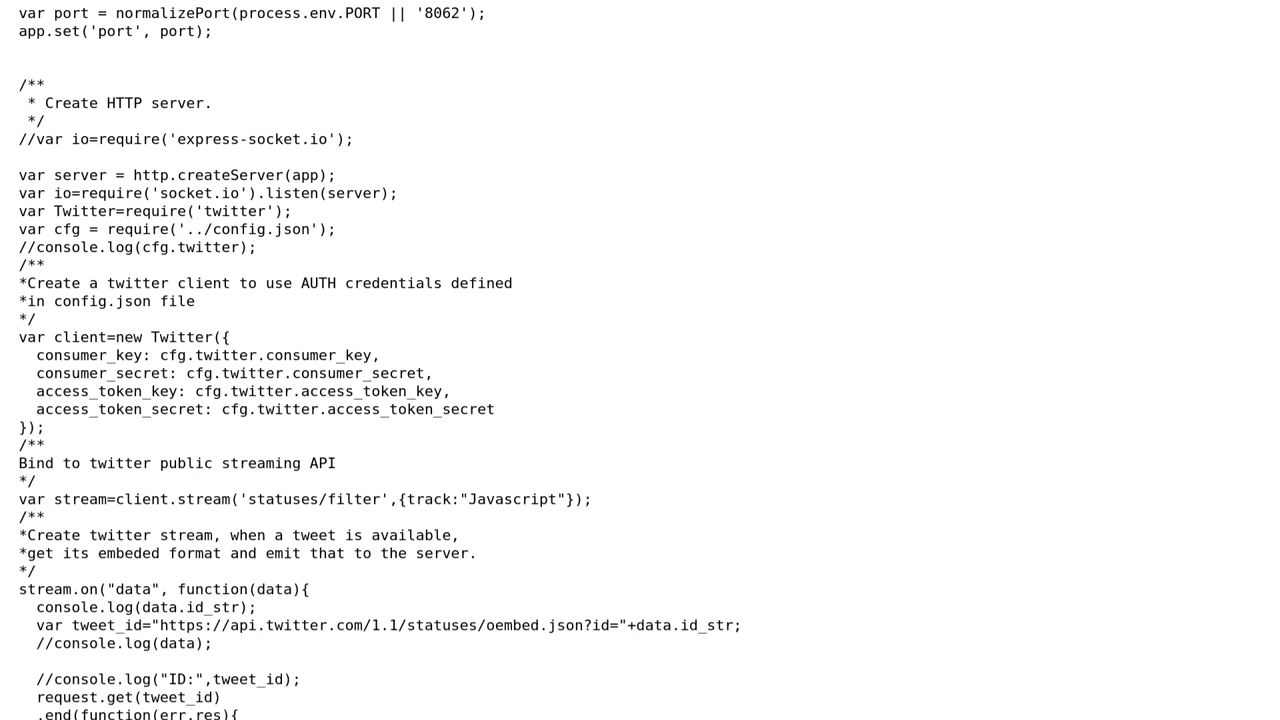 var port = normalizePort(process.env.PORT || '8062');
app.set('port', port);
/**
 * Create HTTP server.
 */
//var io=require('express-socket.io');
var server = http.createServer(app);
var io=require('socket.io').listen(server);
var Twitter=require('twitter');
var cfg = require('../config.json');
//console.log(cfg.twitter);
/**
*Create a twitter client to use AUTH credentials defined
*in config.json file
*/
var client=new Twitter({
  consumer_key: cfg.twitter.consumer_key,
  consumer_secret: cfg.twitter.consumer_secret,
  access_token_key: cfg.twitter.access_token_key,
  access_token_secret: cfg.twitter.access_token_secret
});
/**
Bind to twitter public streaming API
*/
var stream=client.stream('statuses/filter',{track:"Javascript"});
/**
*Create twitter stream, when a tweet is available,
*get its embeded format and emit that to the server.
*/
stream.on("data", function(data){
  console.log(data.id_str);
  var tweet_id="https://api.twitter.com/1.1/statuses/oembed.json?id="+data.id_str;
  //console.log(data);
  //console.log("ID:",tweet_id);
  request.get(tweet_id)
  .end(function(err,res){